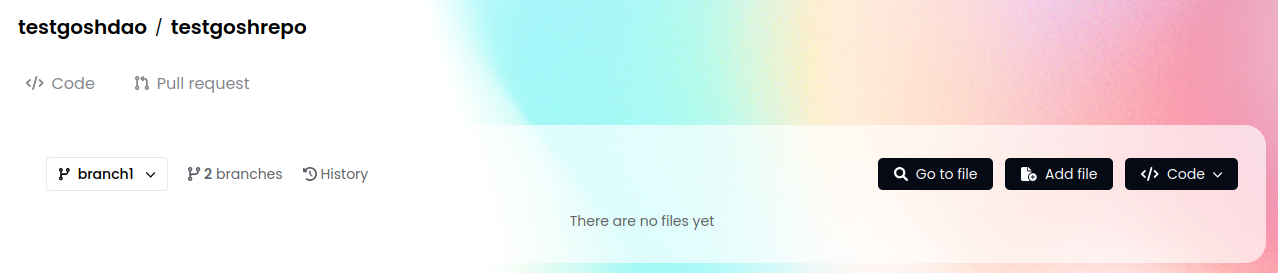 testgoshdao / testgoshrepo
Code Pull request
branch1 2 branches History Go to file Add file Code
There are no files yet